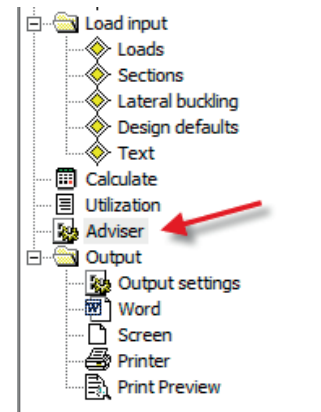 Load input
Loads
Sections
Lateral buckling
Design defaults
Text
Calculate
Utilization
Adviser
Output
Output settings
Word
Screen
Printer
Print Preview